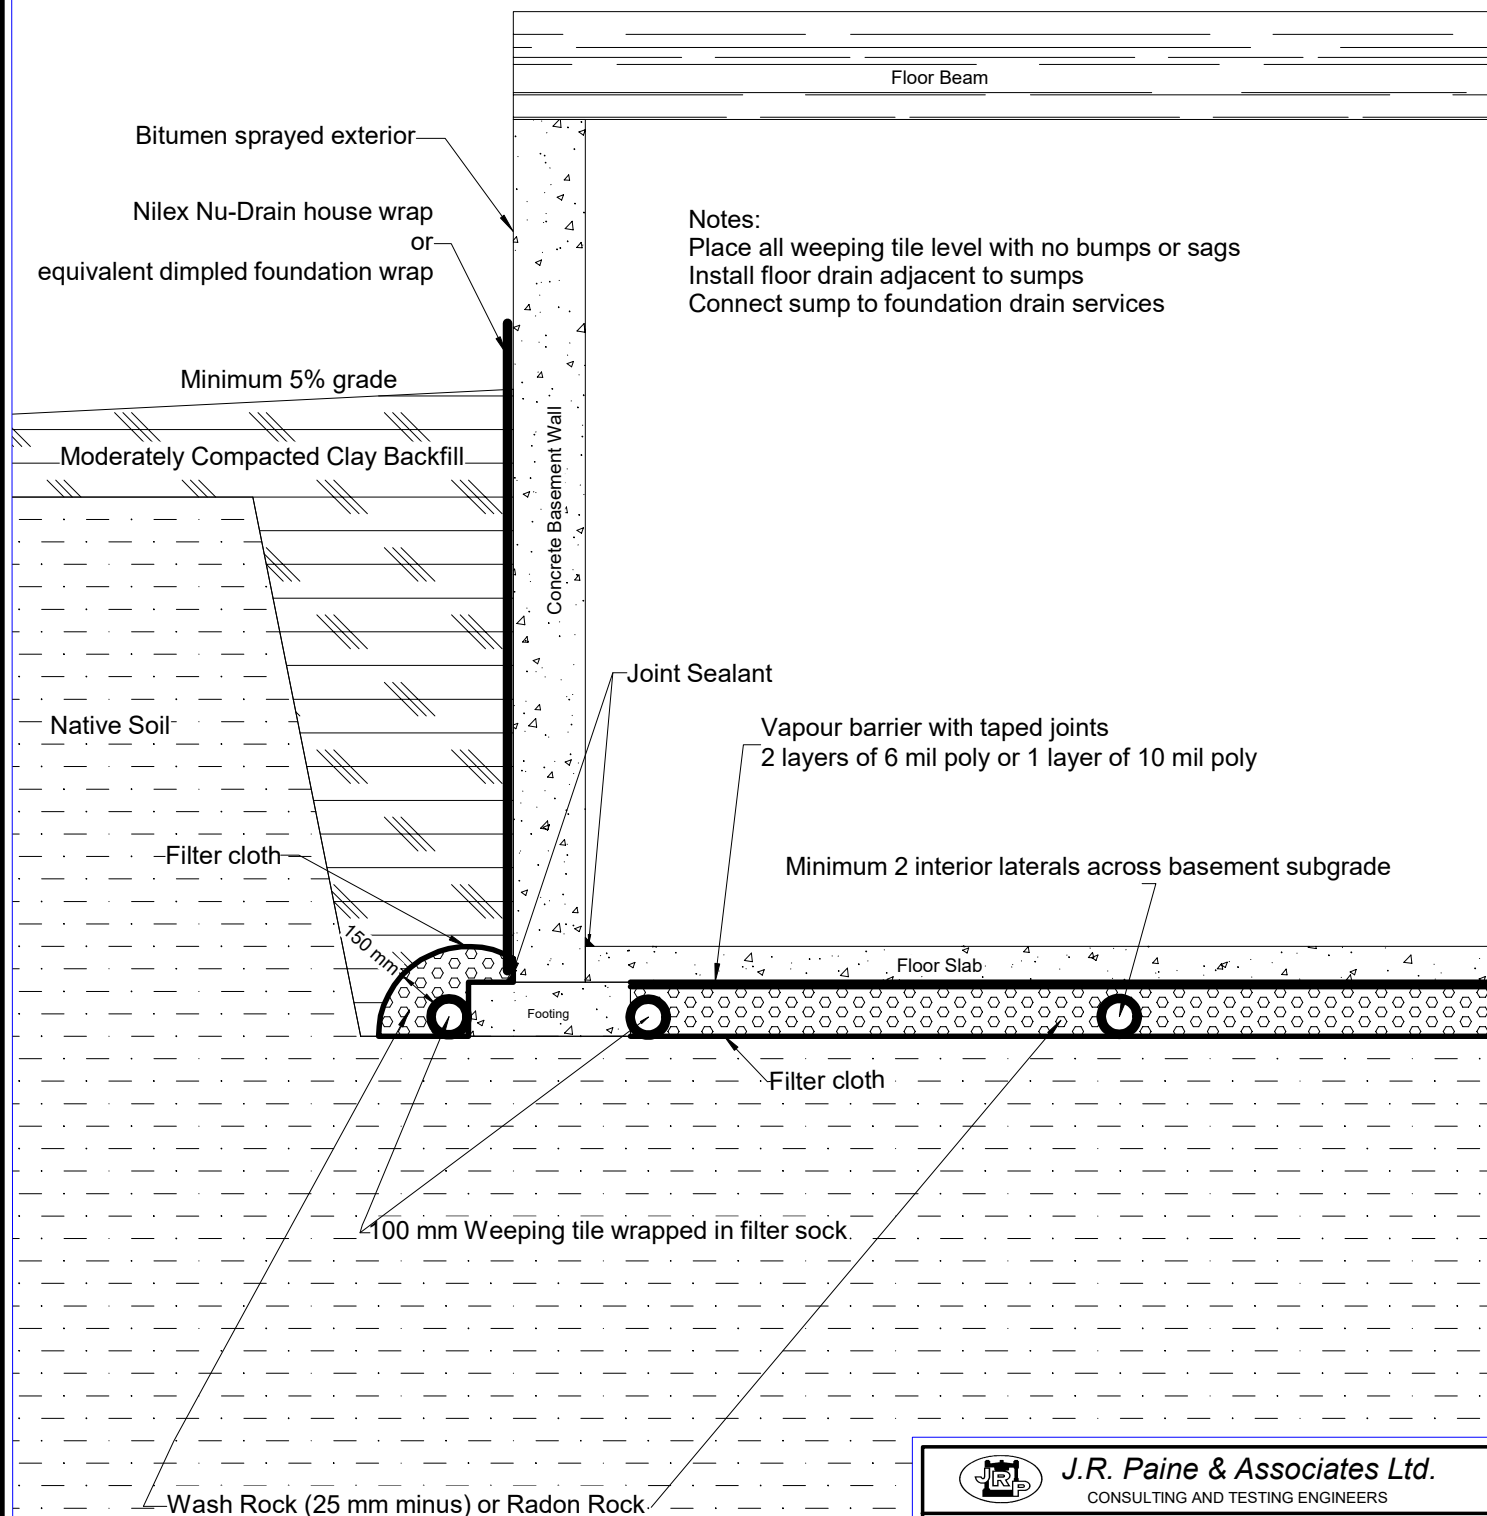 Floor Beam
Bitumen sprayed exterior
Nilex Nu-Drain house wrap
or
equivalent dimpled foundation wrap
Notes:
Place all weeping tile level with no bumps or sags
Install floor drain adjacent to sumps
Connect sump to foundation drain services
Minimum 5% grade
Moderately Compacted Clay Backfill
Concrete Basement Wall
Joint Sealant
Native Soil
Vapour barrier with taped joints
2 layers of 6 mil poly or 1 layer of 10 mil poly
Filter cloth
Minimum 2 interior laterals across basement subgrade
150 mm
Floor Slab
Footing
Filter cloth
100 mm Weeping tile wrapped in filter sock
Wash Rock (25 mm minus) or Radon Rock
JRP
J.R. Paine & Associates Ltd.
CONSULTING AND TESTING ENGINEERS